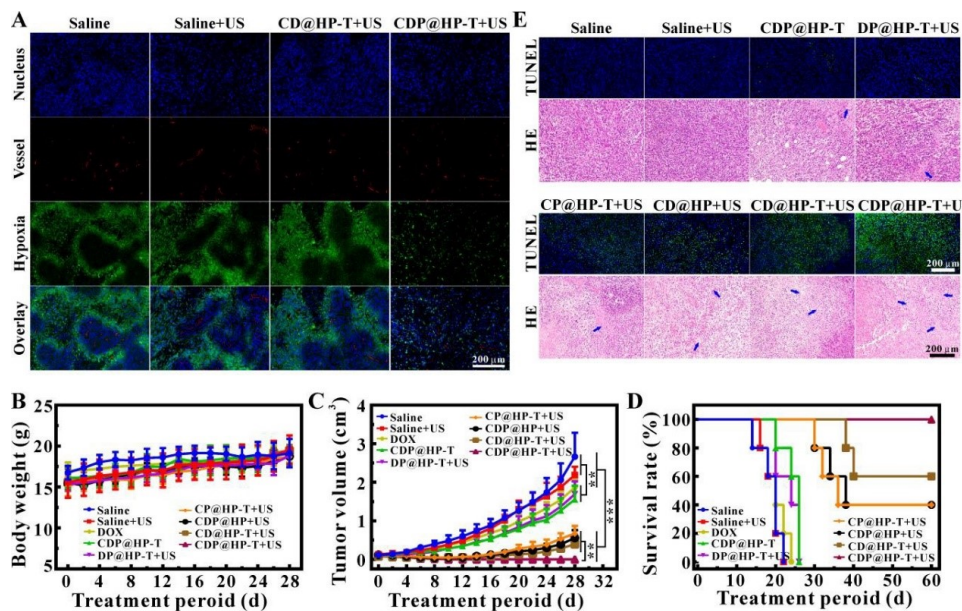 A
Saline Saline+US CD@HP-T+US CDP@HP-T+US
Nucleus
Vessel
Hypoxia
Overlay
200 μm
E
Saline Saline+US CDP@HP-T DP@HP-T+US
TUNEL
HE
CP@HP-T+US CD@HP+US CD@HP-T+US CDP@HP-T+U
TUNEL
200 μm
HE
200 μm
B
Body weight (g)
25
20
15
10
Saline
Saline+US
DOX
CDP@HP-T
DP@HP-T+US
CP@HP-T+US
CDP@HP+US
CD@HP-T+US
CDP@HP-T+US
0 4 8 12 16 20 24 28
Treatment peroid (d)
C
Tumor volume (cm³)
4
3
2
1
0
Saline
Saline+US
DOX
CDP@HP-T
DP@HP-T+US
CP@HP-T+US
CDP@HP+US
CD@HP-T+US
CDP@HP-T+US
**
***
**
0 4 8 12 16 20 24 28 32
Treatment peroid (d)
D
Survival rate (%)
100
80
60
40
20
0
Saline
Saline+US
DOX
CDP@HP-T
DP@HP-T+US
CP@HP-T+US
CDP@HP+US
CD@HP-T+US
CDP@HP-T+US
0 10 20 30 40 50 60
Treatment peroid (d)